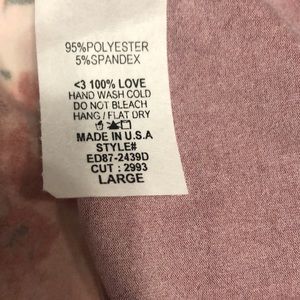 95%POLYESTER
5%SPANDEX
<3 100% LOVE
HAND WASH COLD
DO NOT BLEACH
HANG / FLAT DRY
MADE IN U.S.A
STYLE#
ED87-2439D
CUT : 2993
LARGE